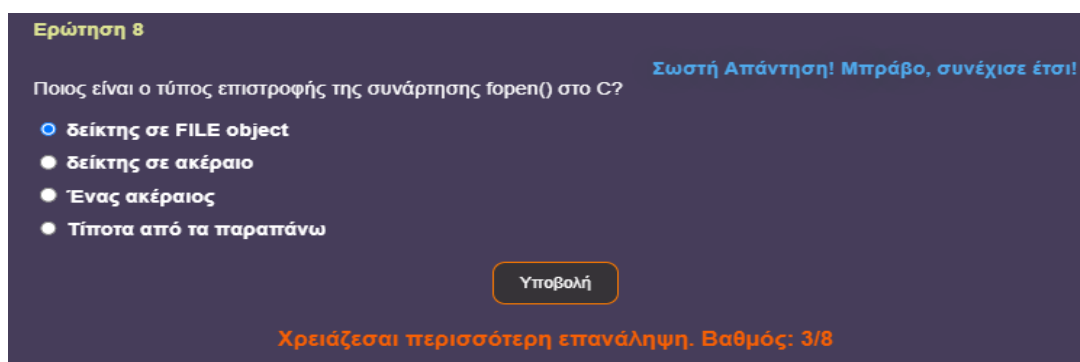 Ερώτηση 8
Σωστή Απάντηση! Μπράβο, συνέχισε έτσι!
Ποιος είναι ο τύπος επιστροφής της συνάρτησης fopen() στο C?
δείκτης σε FILE object
δείκτης σε ακέραιο
Ένας ακέραιος
Τίποτα από τα παραπάνω
Υποβολή
Χρειάζεσαι περισσότερη επανάληψη. Βαθμός: 3/8